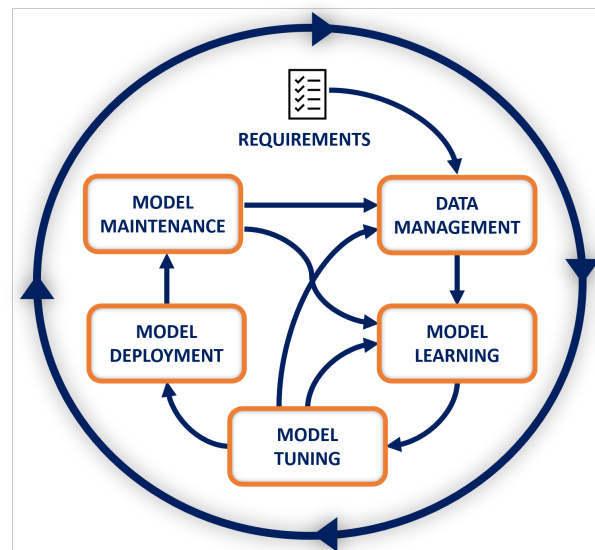 REQUIREMENTS
MODEL
MAINTENANCE
DATA
MANAGEMENT
MODEL
DEPLOYMENT
MODEL
LEARNING
MODEL
TUNING